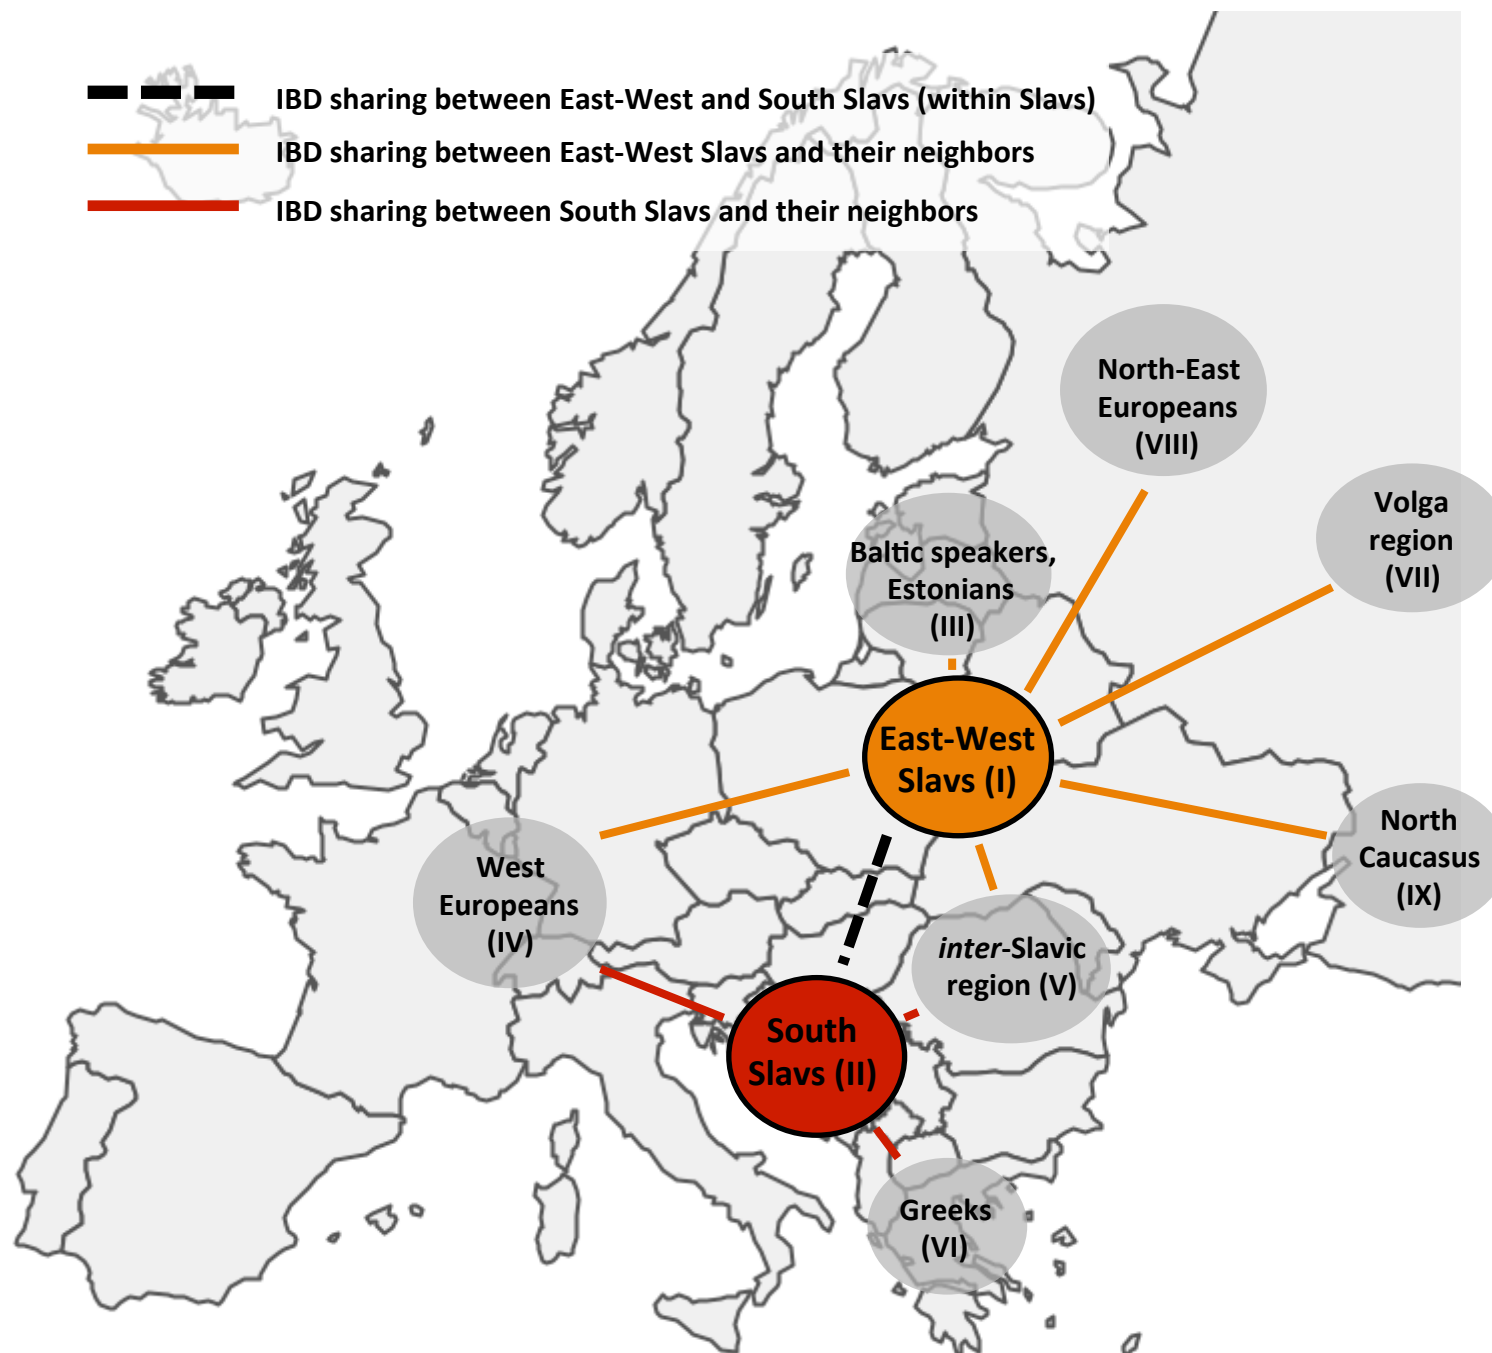 IBD sharing between East-West and South Slavs (within Slavs)
IBD sharing between East-West Slavs and their neighbors
IBD sharing between South Slavs and their neighbors
North-East
Europeans
(VIII)
Volga
region
(VII)
Baltic speakers,
Estonians
(III)
East-West
Slavs (I)
North
Caucasus
(IX)
West
Europeans
(IV)
inter-Slavic
region (V)
South
Slavs (II)
Greeks
(VI)